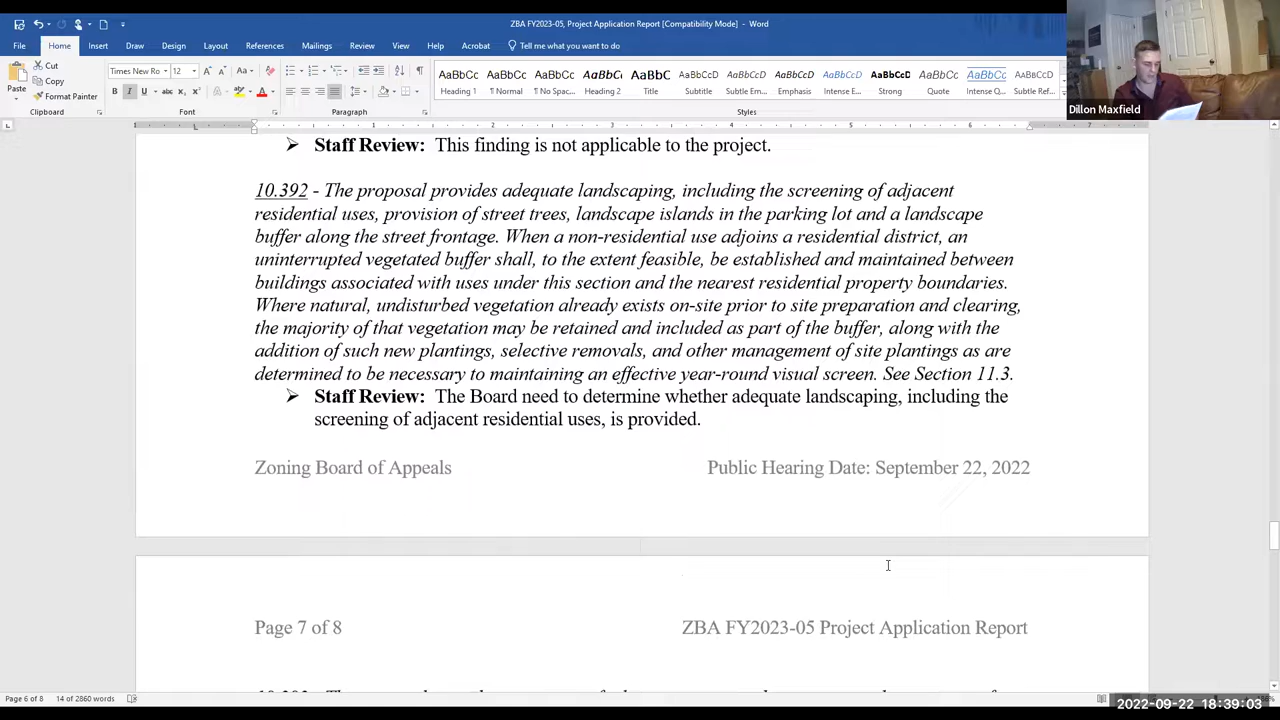 ZBA FY2023-05, Project Application Report [Compatibility Mode] - Word
File Home Insert Draw Design Layout References Mailings Review View Help Acrobat Tell me what you want to do
Paste
Cut
Copy
Format Painter
Clipboard
Times New Ro 12
Font
Paragraph
AaBbCc AaBbCcI AaBbCcI AaBbCc AaBbC AaBbCcD AaBbCcD AaBbCcD AaBbCcD AaBbCcD AaBbCcD AaBbCcD AaBbCcD
Heading 1 ¶ Normal ¶ No Spac... Heading 2 Title Subtitle Subtle Em... Emphasis Intense E... Strong Quote Intense Q... Subtle Ref...
Styles
Dillon Maxfield
➢ Staff Review: This finding is not applicable to the project.
10.392 - The proposal provides adequate landscaping, including the screening of adjacent
residential uses, provision of street trees, landscape islands in the parking lot and a landscape
buffer along the street frontage. When a non-residential use adjoins a residential district, an
uninterrupted vegetated buffer shall, to the extent feasible, be established and maintained between
buildings associated with uses under this section and the nearest residential property boundaries.
Where natural, undisturbed vegetation already exists on-site prior to site preparation and clearing,
the majority of that vegetation may be retained and included as part of the buffer, along with the
addition of such new plantings, selective removals, and other management of site plantings as are
determined to be necessary to maintaining an effective year-round visual screen. See Section 11.3.
➢ Staff Review: The Board need to determine whether adequate landscaping, including the
screening of adjacent residential uses, is provided.
Zoning Board of Appeals Public Hearing Date: September 22, 2022
Page 7 of 8 ZBA FY2023-05 Project Application Report
Page 6 of 8 14 of 2860 words
2022-09-22 18:39:03